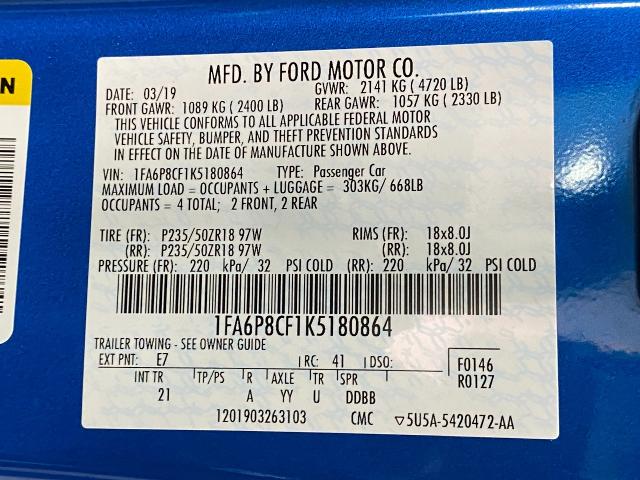 N
MFD. BY FORD MOTOR CO.
DATE: 03/19 GVWR: 2141 KG ( 4720 LB)
FRONT GAWR: 1089 KG ( 2400 LB) REAR GAWR: 1057 KG ( 2330 LB)
THIS VEHICLE CONFORMS TO ALL APPLICABLE FEDERAL MOTOR
VEHICLE SAFETY, BUMPER, AND THEFT PREVENTION STANDARDS
IN EFFECT ON THE DATE OF MANUFACTURE SHOWN ABOVE.
VIN: 1FA6P8CF1K5180864 TYPE: Passenger Car
MAXIMUM LOAD = OCCUPANTS + LUGGAGE = 303KG/ 668LB
OCCUPANTS = 4 TOTAL; 2 FRONT, 2 REAR
TIRE (FR): P235/50ZR18 97W RIMS (FR): 18x8.0J
(RR): P235/50ZR18 97W (RR): 18x8.0J
PRESSURE (FR): 220 kPa/ 32 PSI COLD (RR): 220 kPa/ 32 PSI COLD
1FA6P8CF1K5180864
TRAILER TOWING - SEE OWNER GUIDE
EXT PNT: E7 RC: 41 DSO: F0146
R0127
INT TR TP/PS R AXLE TR SPR
21 A YY U DDBB
1201903263103 CMC ▽5U5A-5420472-AA